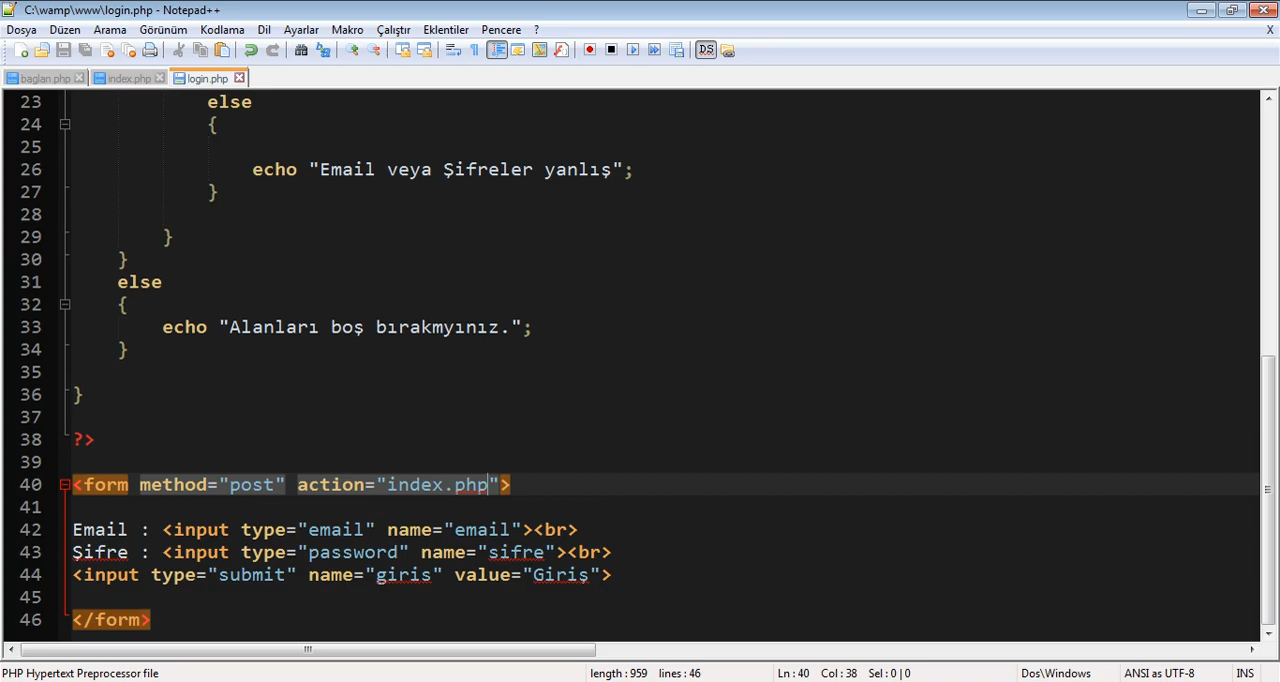 C:\wamp\www\login.php - Notepad++
Dosya Düzen Arama Görünüm Kodlama Dil Ayarlar Makro Çalıştır Eklentiler Pencere ? X
baglan.php index.php login.php
23 else
24 {
25
26 echo "Email veya Şifreler yanlış";
27 }
28
29 }
30 }
31 else
32 {
33 echo "Alanları boş bırakmyınız.";
34 }
35
36 }
37
38 ?>
39
40 <form method="post" action="index.php">
41
42 Email : <input type="email" name="email"><br>
43 Şifre : <input type="password" name="sifre"><br>
44 <input type="submit" name="giris" value="Giriş">
45
46 </form>
PHP Hypertext Preprocessor file length : 959 lines : 46 Ln : 40 Col : 38 Sel : 0 | 0 Dos\Windows ANSI as UTF-8 INS